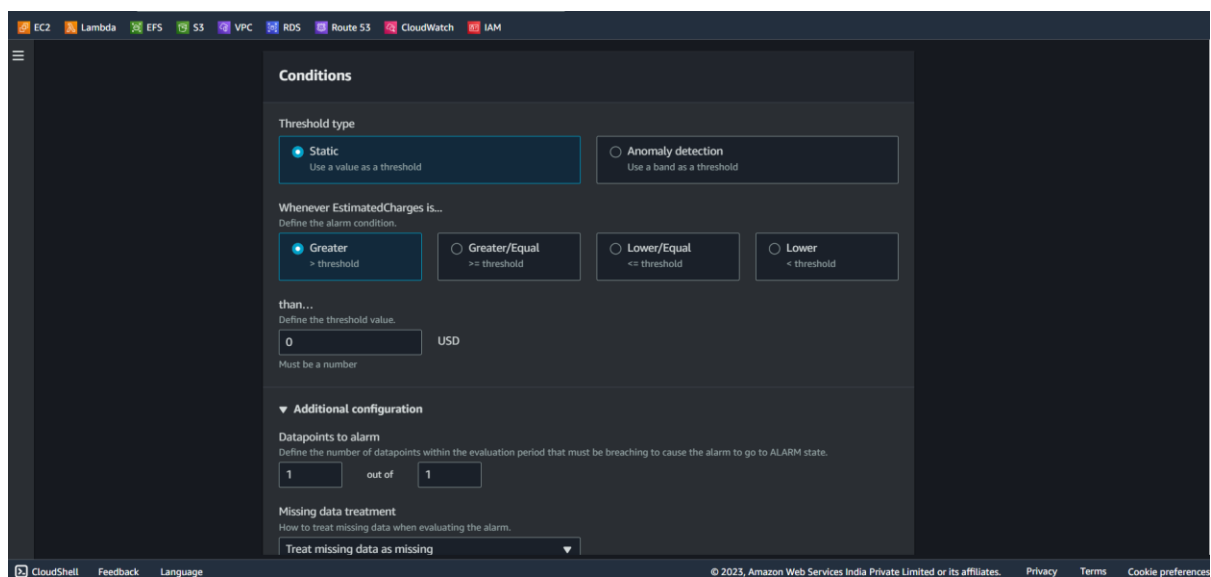 EC2 Lambda EFS S3 VPC RDS Route 53 CloudWatch IAM
Conditions
Threshold type
Static Anomaly detection
Use a value as a threshold Use a band as a threshold
Whenever EstimatedCharges is...
Define the alarm condition.
Greater Greater/Equal Lower/Equal Lower
> threshold >= threshold <= threshold < threshold
than...
Define the threshold value.
0 USD
Must be a number
Additional configuration
Datapoints to alarm
Define the number of datapoints within the evaluation period that must be breaching to cause the alarm to go to ALARM state.
1 out of 1
Missing data treatment
How to treat missing data when evaluating the alarm.
Treat missing data as missing
CloudShell Feedback Language © 2023, Amazon Web Services India Private Limited or its affiliates. Privacy Terms Cookie preferences